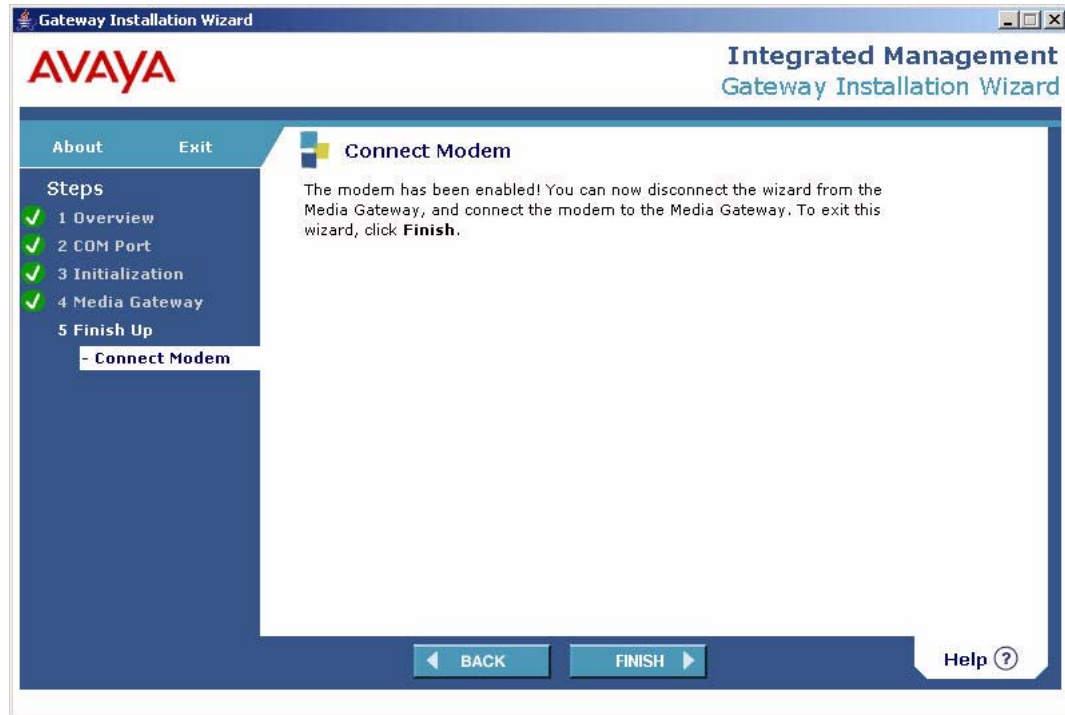 Gateway Installation Wizard
AVAYA
Integrated Management
Gateway Installation Wizard
About Exit
Steps
1 Overview
2 COM Port
3 Initialization
4 Media Gateway
5 Finish Up
- Connect Modem
Connect Modem
The modem has been enabled! You can now disconnect the wizard from the
Media Gateway, and connect the modem to the Media Gateway. To exit this
wizard, click Finish.
BACK
FINISH
Help ?